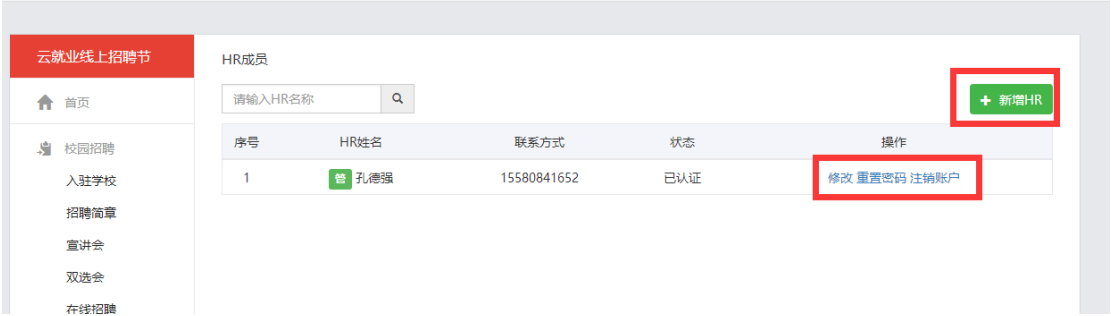 云就业线上招聘节
首页
校园招聘
入驻学校
招聘简章
宣讲会
双选会
在线招聘
HR成员
请输入HR名称
+ 新增HR
序号 HR姓名 联系方式 状态 操作
1 管 孔德强 15580841652 已认证 修改 重置密码 注销账户